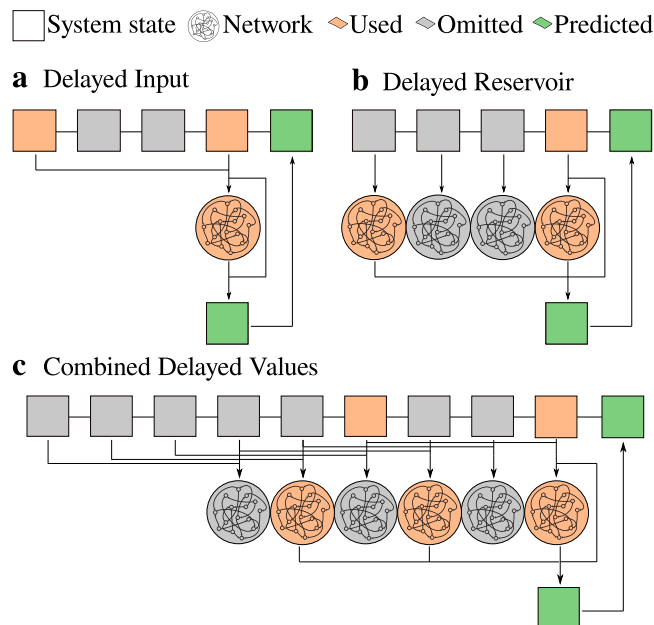 System state Network Used Omitted Predicted
a Delayed Input
b Delayed Reservoir
c Combined Delayed Values